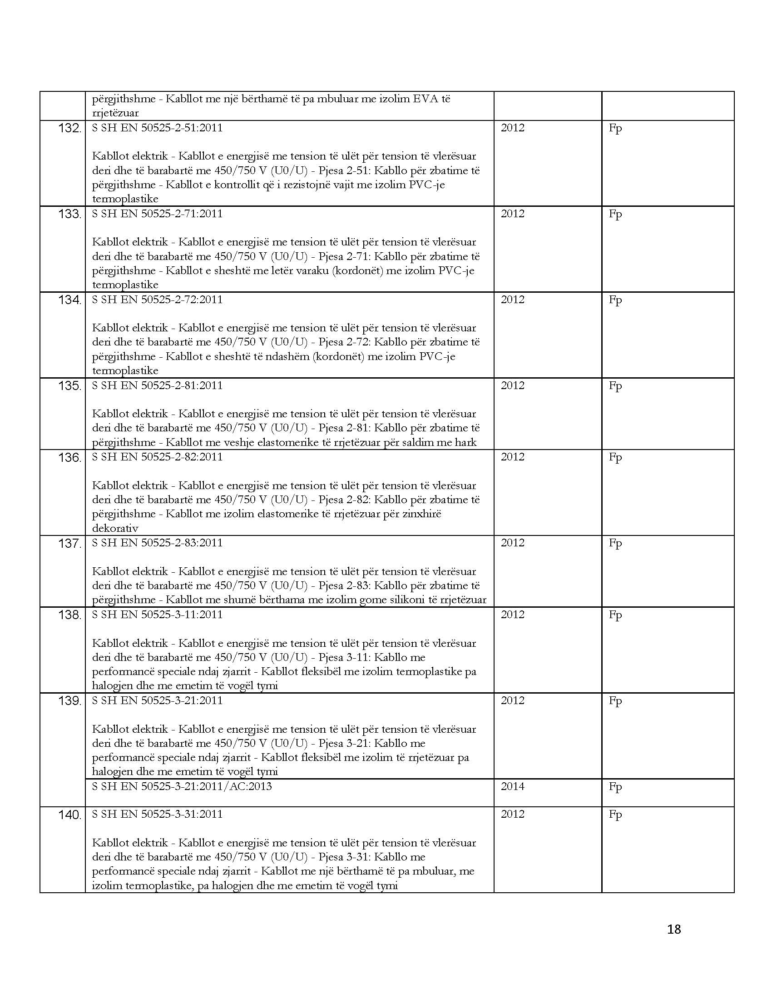 përgjithshme - Kabllot me një bërthamë të pa mbuluar me izolim EVA të
rrjetëzuar
132. S SH EN 50525-2-51:2011 2012 Fp
Kabllot elektrik - Kabllot e energjisë me tension të ulët për tension të vlerësuar
deri dhe të barabartë me 450/750 V (U0/U) - Pjesa 2-51: Kabllo për zbatime të
përgjithshme - Kabllot e kontrollit që i rezistojnë vajit me izolim PVC-je
termoplastike
133. S SH EN 50525-2-71:2011 2012 Fp
Kabllot elektrik - Kabllot e energjisë me tension të ulët për tension të vlerësuar
deri dhe të barabartë me 450/750 V (U0/U) - Pjesa 2-71: Kabllo për zbatime të
përgjithshme - Kabllot e sheshtë me letër varaku (kordonët) me izolim PVC-je
termoplastike
134. S SH EN 50525-2-72:2011 2012 Fp
Kabllot elektrik - Kabllot e energjisë me tension të ulët për tension të vlerësuar
deri dhe të barabartë me 450/750 V (U0/U) - Pjesa 2-72: Kabllo për zbatime të
përgjithshme - Kabllot e sheshtë të ndashëm (kordonët) me izolim PVC-je
termoplastike
135. S SH EN 50525-2-81:2011 2012 Fp
Kabllot elektrik - Kabllot e energjisë me tension të ulët për tension të vlerësuar
deri dhe të barabartë me 450/750 V (U0/U) - Pjesa 2-81: Kabllo për zbatime të
përgjithshme - Kabllot me veshje elastomerike të rrjetëzuar për saldim me hark
136. S SH EN 50525-2-82:2011 2012 Fp
Kabllot elektrik - Kabllot e energjisë me tension të ulët për tension të vlerësuar
deri dhe të barabartë me 450/750 V (U0/U) - Pjesa 2-82: Kabllo për zbatime të
përgjithshme - Kabllot me izolim elastomerike të rrjetëzuar për zinxhirë
dekorativ
137. S SH EN 50525-2-83:2011 2012 Fp
Kabllot elektrik - Kabllot e energjisë me tension të ulët për tension të vlerësuar
deri dhe të barabartë me 450/750 V (U0/U) - Pjesa 2-83: Kabllo për zbatime të
përgjithshme - Kabllot me shumë bërthama me izolim gome silikoni të rrjetëzuar
138. S SH EN 50525-3-11:2011 2012 Fp
Kabllot elektrik - Kabllot e energjisë me tension të ulët për tension të vlerësuar
deri dhe të barabartë me 450/750 V (U0/U) - Pjesa 3-11: Kabllo me
performancë speciale ndaj zjarrit - Kabllot fleksibël me izolim termoplastike pa
halogjen dhe me emetim të vogël tymi
139. S SH EN 50525-3-21:2011 2012 Fp
Kabllot elektrik - Kabllot e energjisë me tension të ulët për tension të vlerësuar
deri dhe të barabartë me 450/750 V (U0/U) - Pjesa 3-21: Kabllo me
performancë speciale ndaj zjarrit - Kabllot fleksibël me izolim të rrjetëzuar pa
halogjen dhe me emetim të vogël tymi
S SH EN 50525-3-21:2011/AC:2013 2014 Fp
140. S SH EN 50525-3-31:2011 2012 Fp
Kabllot elektrik - Kabllot e energjisë me tension të ulët për tension të vlerësuar
deri dhe të barabartë me 450/750 V (U0/U) - Pjesa 3-31: Kabllo me
performancë speciale ndaj zjarrit - Kabllot me një bërthamë të pa mbuluar, me
izolim termoplastike, pa halogjen dhe me emetim të vogël tymi
18